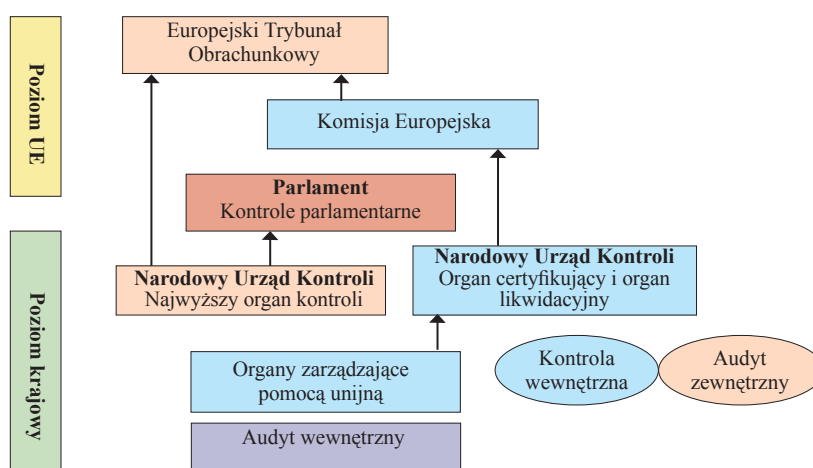 Europejski Trybunał
Obrachunkowy
Poziom UE
Komisja Europejska
Parlament
Kontrole parlamentarne
Narodowy Urząd Kontroli
Najwyższy organ kontroli
Narodowy Urząd Kontroli
Organ certyfikujący i organ
likwidacyjny
Poziom krajowy
Organy zarządzające
pomocą unijną
Kontrola
wewnętrzna
Audyt
zewnętrzny
Audyt wewnętrzny